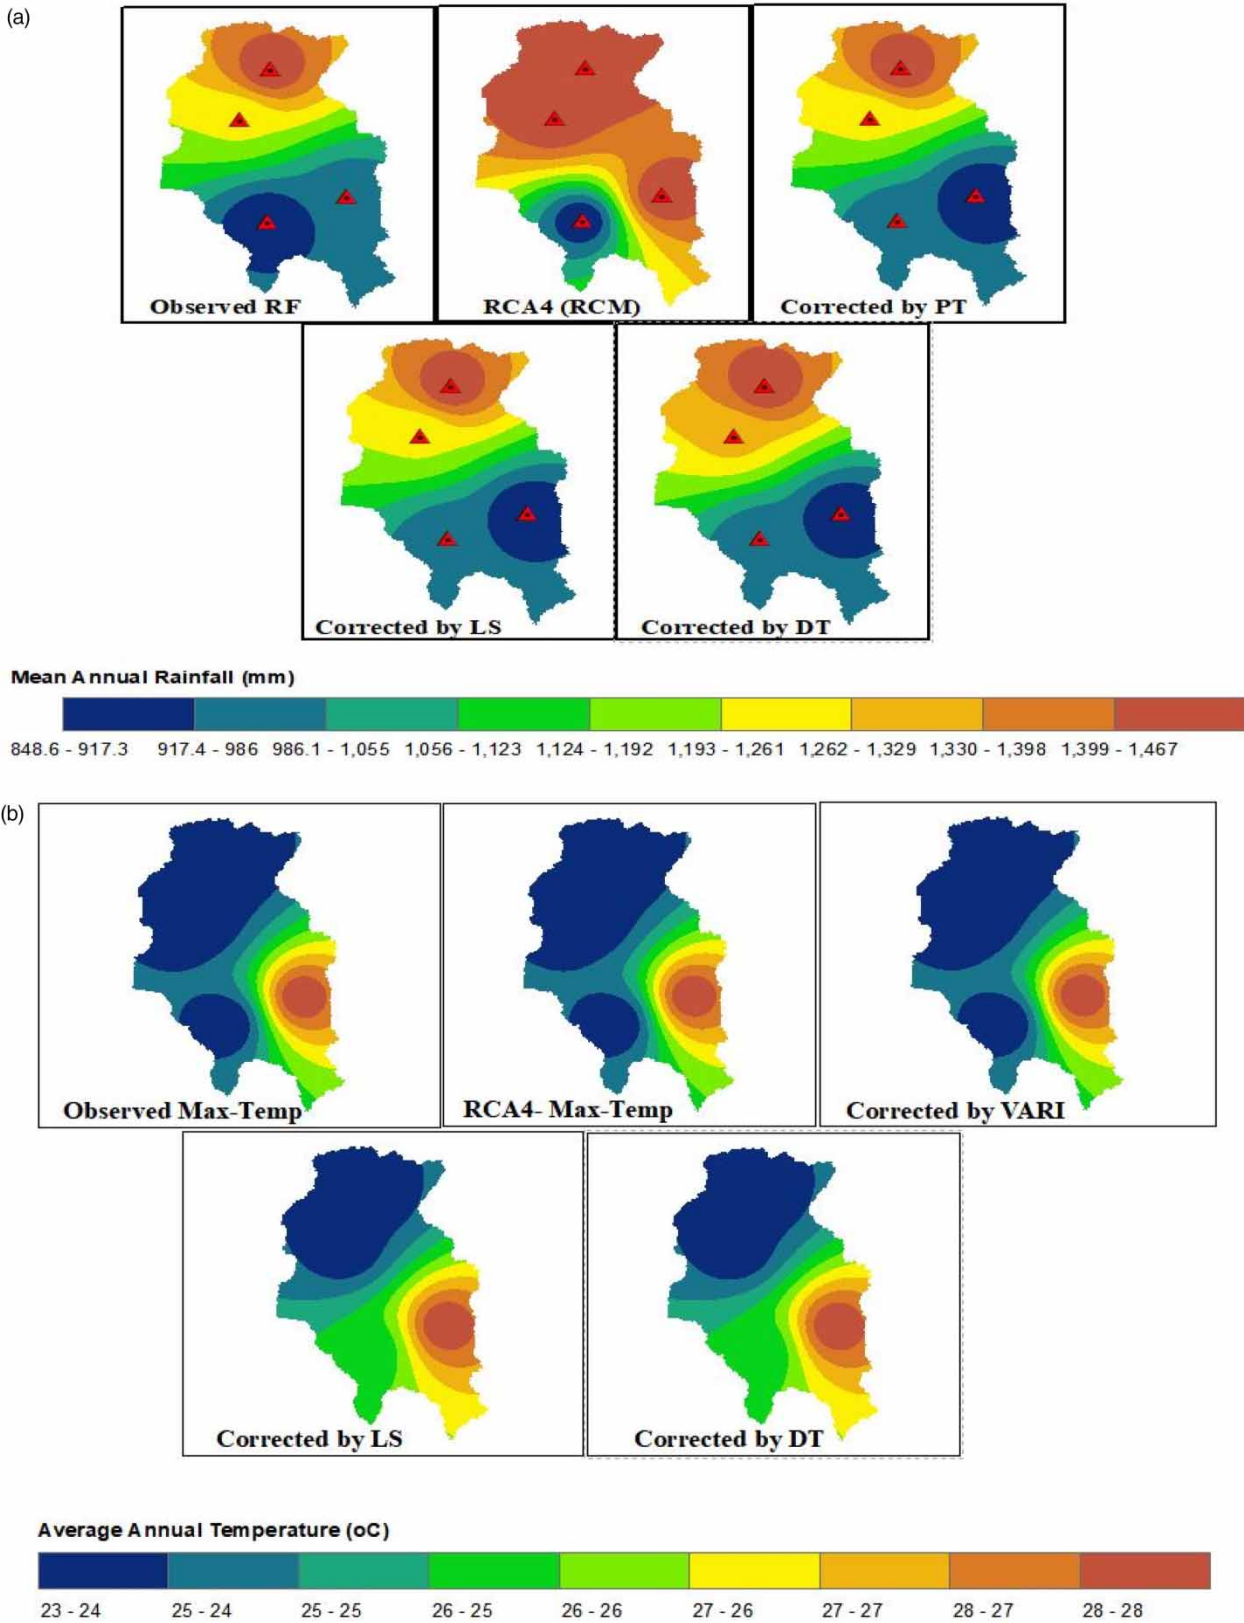 (a)
Observed RF
RCA4 (RCM)
Corrected by PT
Corrected by LS
Corrected by DT
Mean Annual Rainfall (mm)
848.6 - 917.3 917.4 - 986 986.1 - 1,055 1,056 - 1,123 1,124 - 1,192 1,193 - 1,261 1,262 - 1,329 1,330 - 1,398 1,399 - 1,467
(b)
Observed Max-Temp
RCA4- Max-Temp
Corrected by VARI
Corrected by LS
Corrected by DT
Average Annual Temperature (oC)
23 - 24 25 - 24 25 - 25 26 - 25 26 - 26 27 - 26 27 - 27 28 - 27 28 - 28